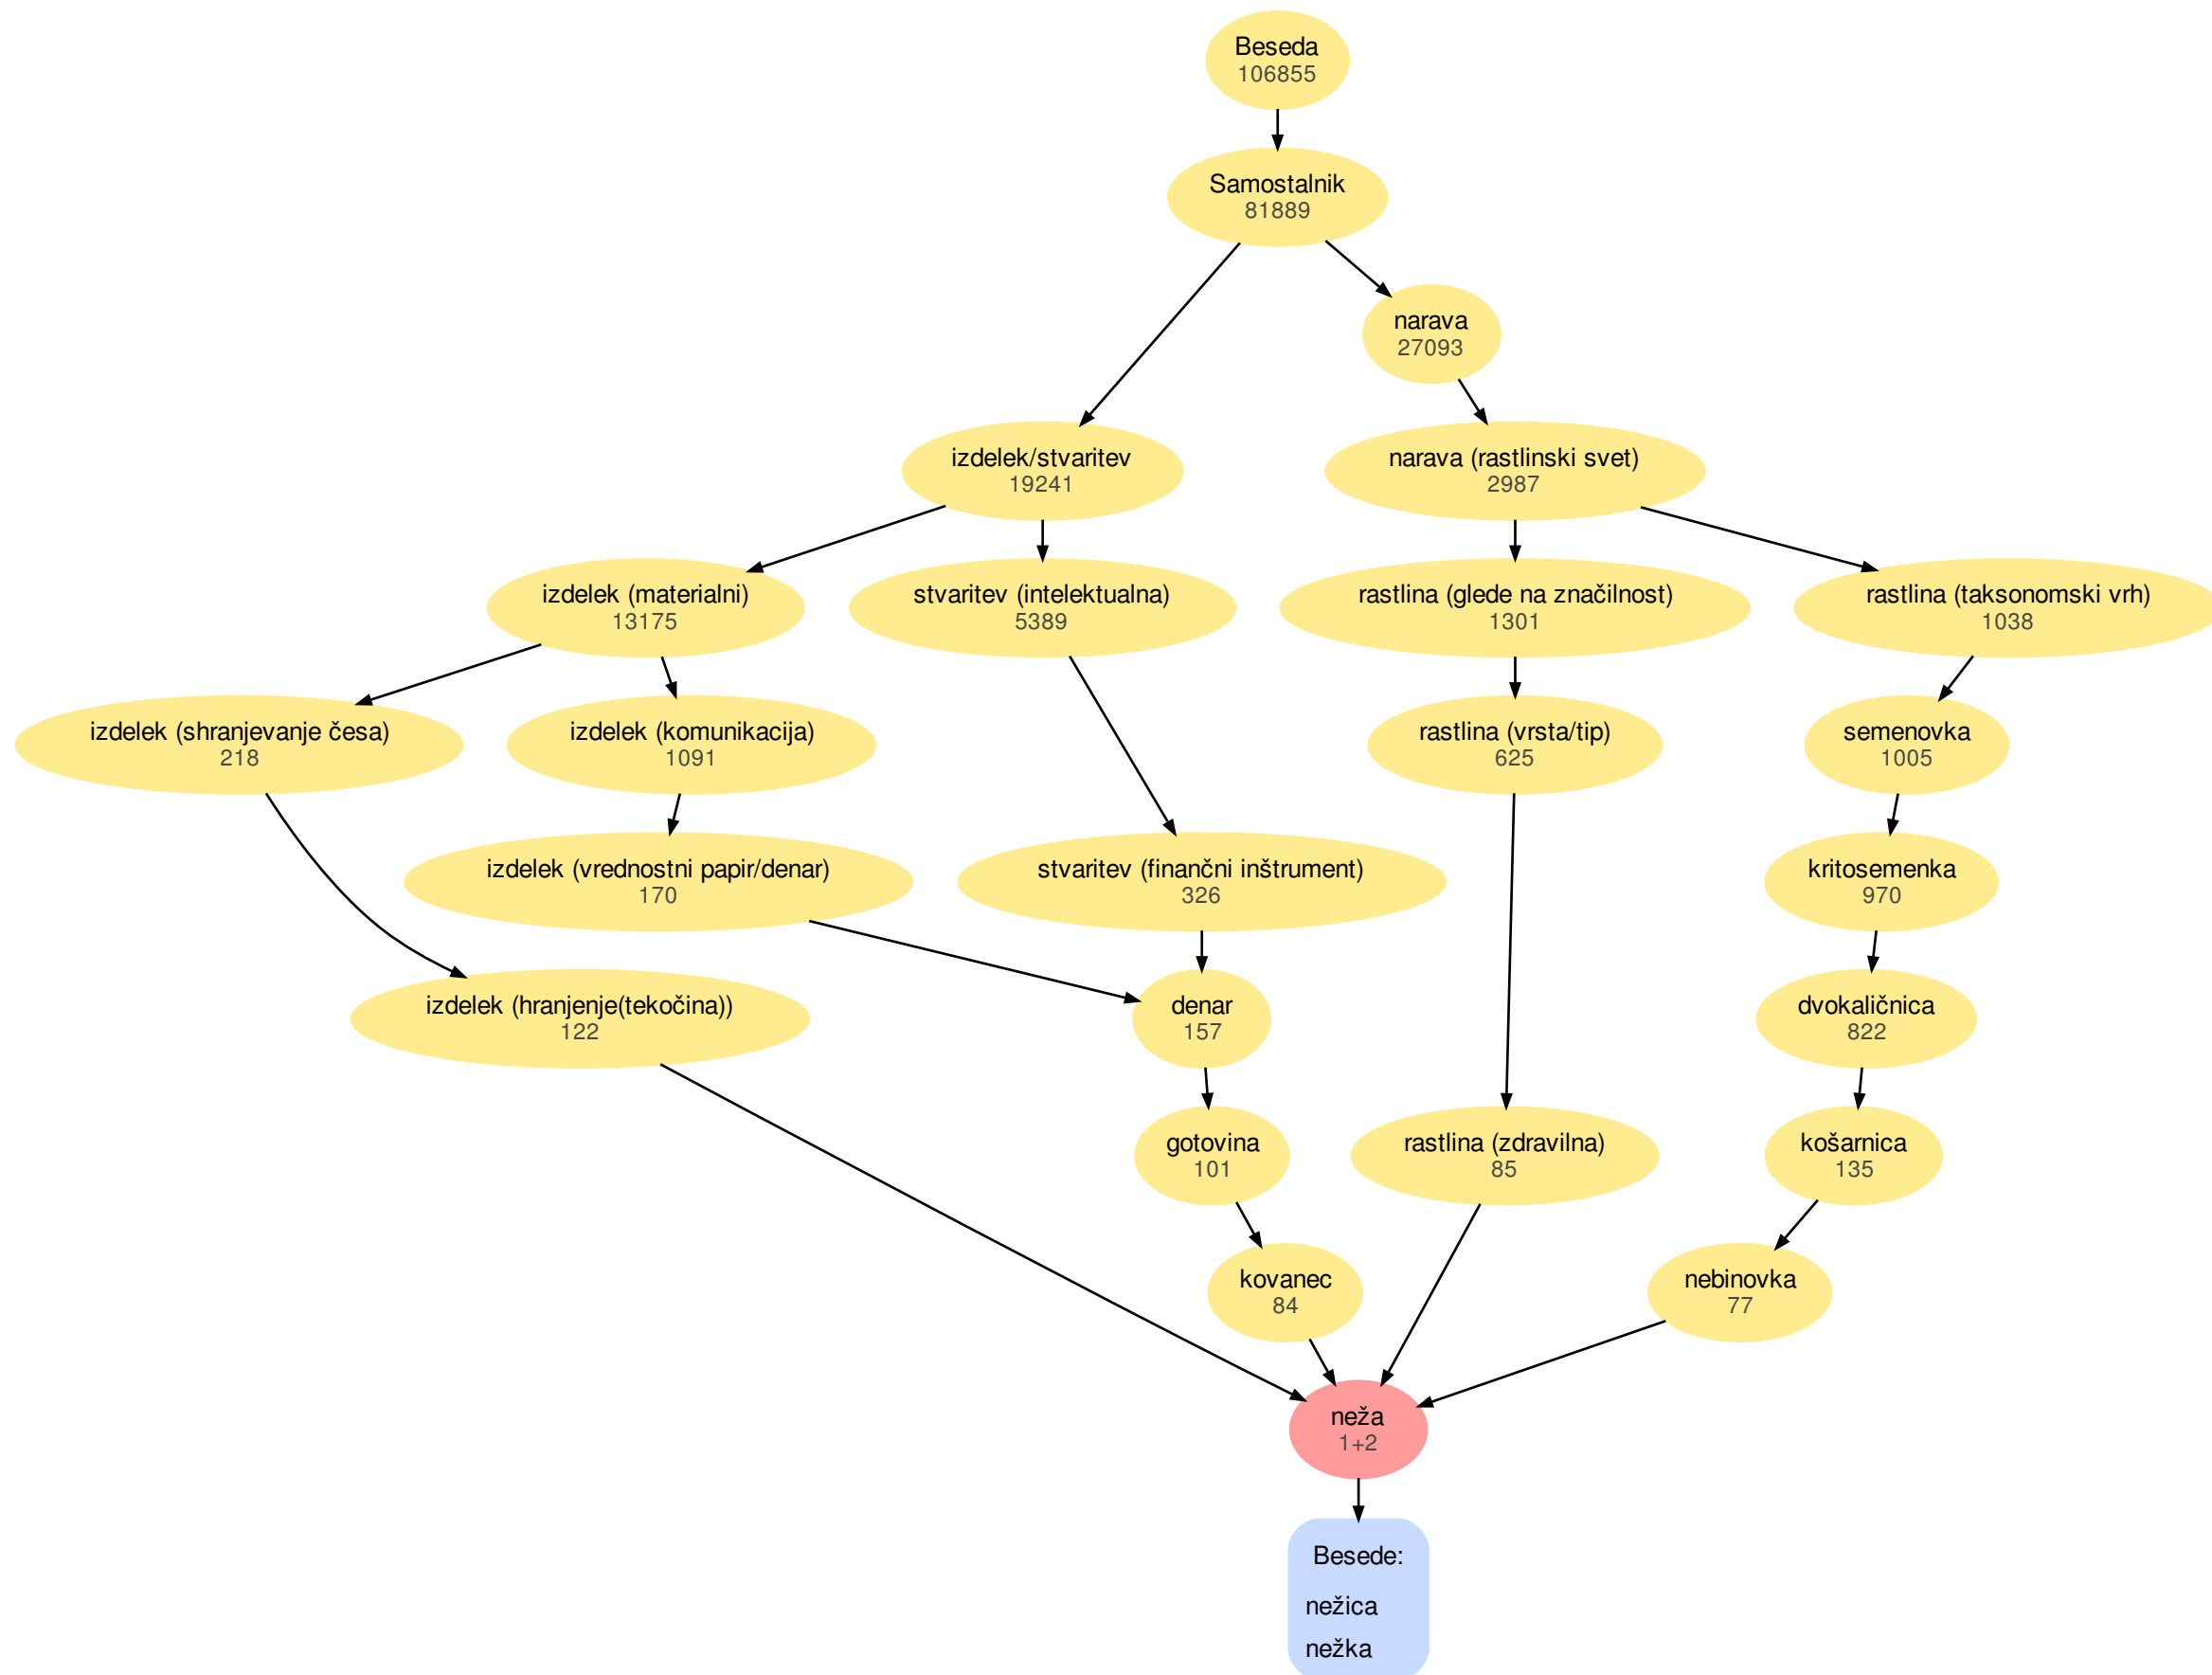 Beseda
106855
Samostalnik
81889
narava
27093
izdelek/stvaritev
19241
narava (rastlinski svet)
2987
izdelek (materialni)
13175
stvaritev (intelektualna)
5389
rastlina (glede na značilnost)
1301
rastlina (taksonomski vrh)
1038
izdelek (shranjevanje česa)
218
izdelek (komunikacija)
1091
rastlina (vrsta/tip)
625
semenovka
1005
izdelek (vrednostni papir/denar)
170
stvaritev (finančni inštrument)
326
kritosemenka
970
izdelek (hranjenje(tekočina))
122
denar
157
dvokaličnica
822
gotovina
101
rastlina (zdravilna)
85
košarnica
135
kovanec
84
nebinovka
77
neža
1+2
Besede:
nežica
nežka